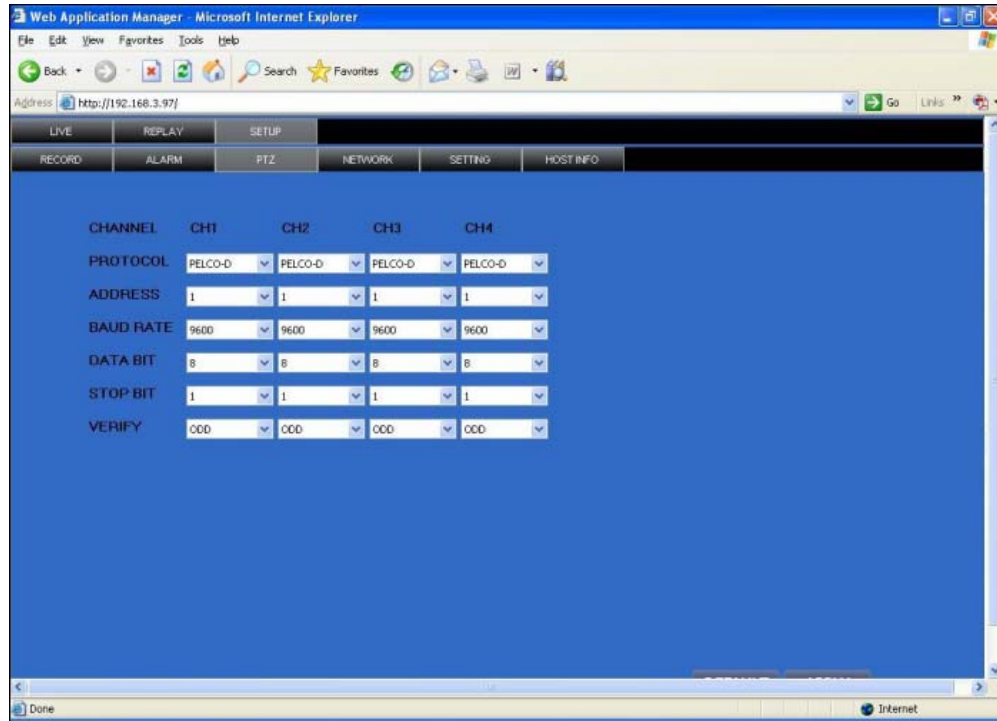 Web Application Manager - Microsoft Internet Explorer
File Edit View Favorites Tools Help
Back Search Favorites
Address http://192.168.3.97/ Go Links »
LIVE REPLAY SETUP
RECORD ALARM PTZ NETWORK SETTING HOST INFO
CHANNEL CH1 CH2 CH3 CH4
PROTOCOL PELCO-D PELCO-D PELCO-D PELCO-D
ADDRESS 1 1 1 1
BAUD RATE 9600 9600 9600 9600
DATA BIT 8 8 8 8
STOP BIT 1 1 1 1
VERIFY ODD ODD ODD ODD
Done Internet